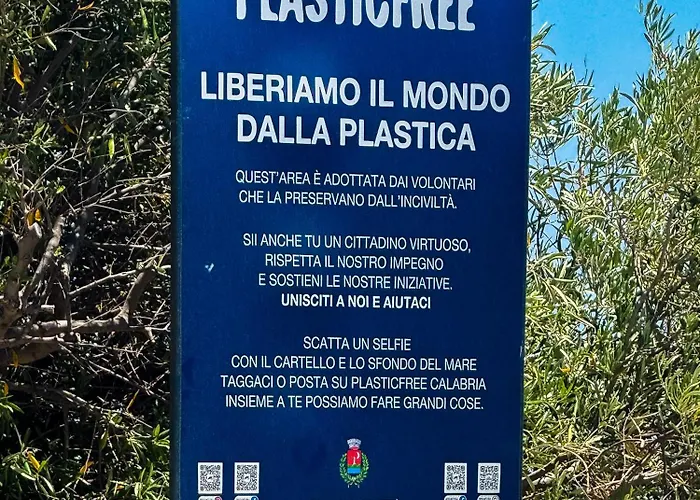 PLASTICFREE
LIBERIAMO IL MONDO
DALLA PLASTICA
QUEST'AREA È ADOTTATA DAI VOLONTARI
CHE LA PRESERVANO DALL'INCIVILTÀ.
SII ANCHE TU UN CITTADINO VIRTUOSO,
RISPETTA IL NOSTRO IMPEGNO
E SOSTIENI LE NOSTRE INIZIATIVE.
UNISCITI A NOI E AIUTACI
SCATTA UN SELFIE
CON IL CARTELLO E LO SFONDO DEL MARE
TAGGACI O POSTA SU PLASTICFREE CALABRIA
INSIEME A TE POSSIAMO FARE GRANDI COSE.